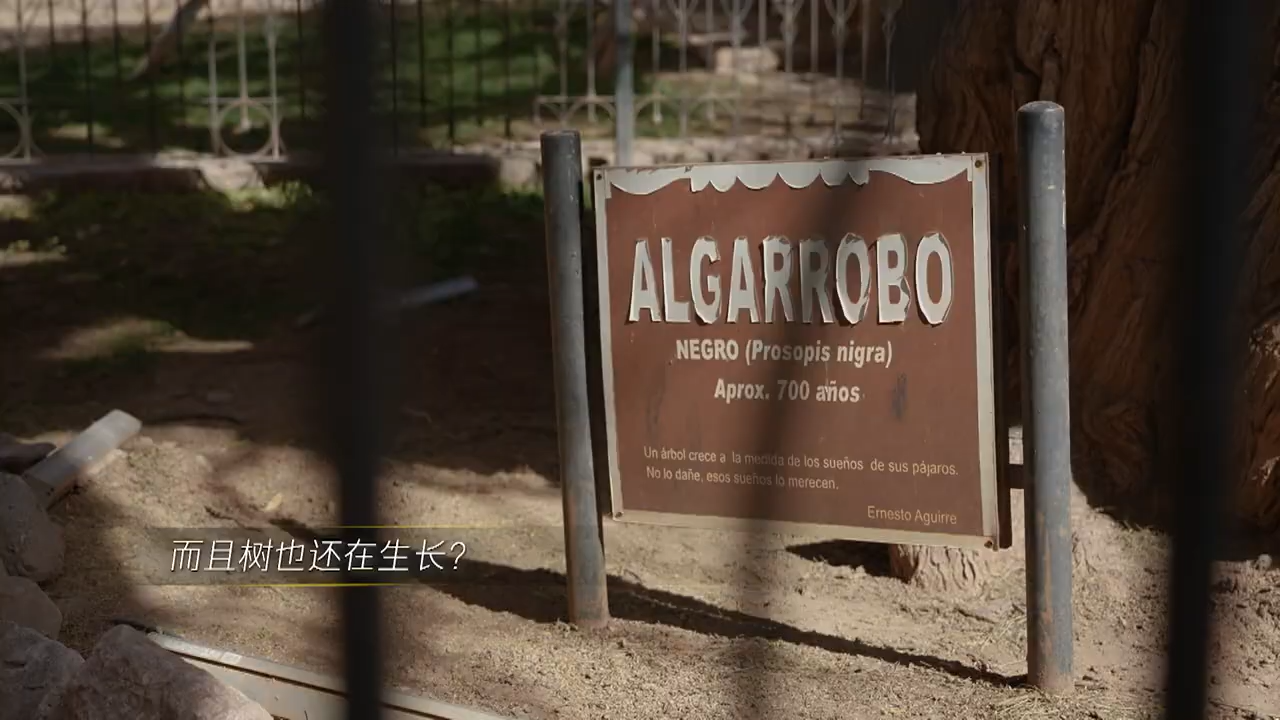 ALGARROBO
NEGRO (Prosopis nigra)
Aprox. 700 años
Un árbol crece a la medida de los sueños de sus pájaros.
No lo dañe, esos sueños lo merecen.
Ernesto Aguirre
而且树也还在生长?